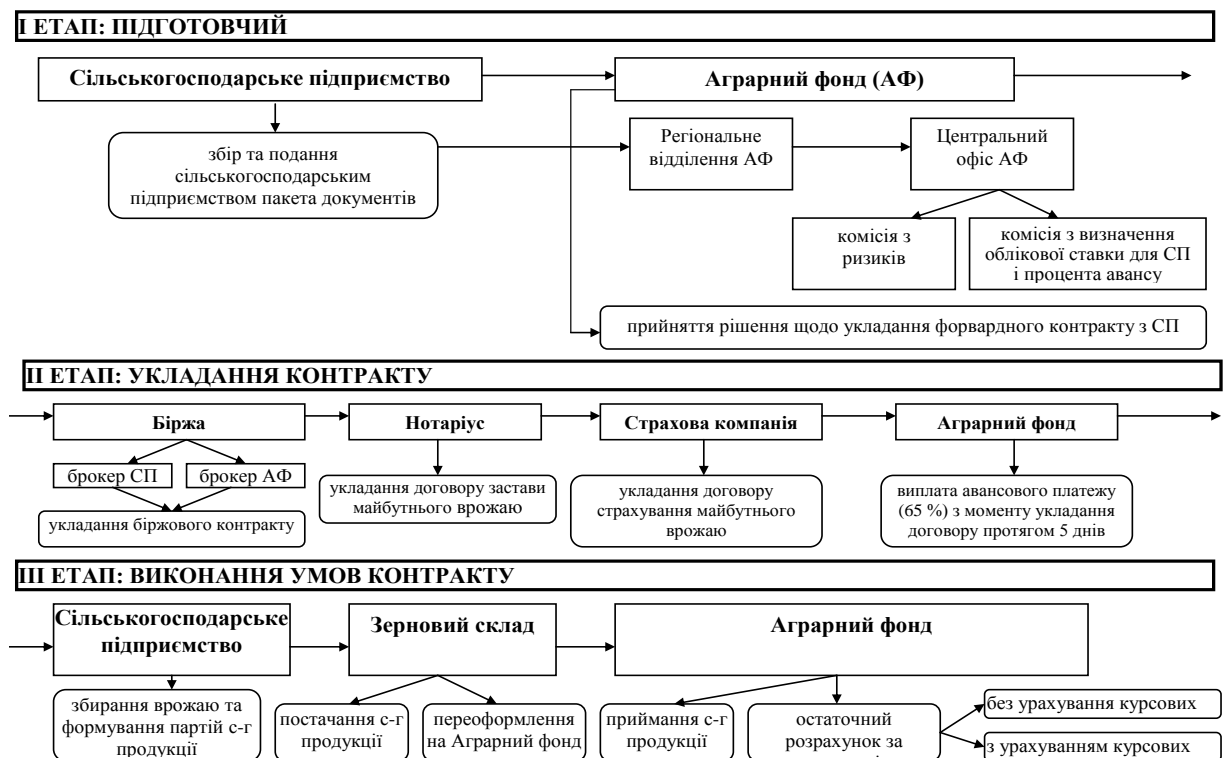 І ЕТАП: ПІДГОТОВЧИЙ
Сільськогосподарське підприємство
Аграрний фонд (АФ)
збір та подання
сільськогосподарським
підприємством пакета документів
Регіональне
відділення АФ
Центральний
офіс АФ
комісія з
ризиків
комісія з визначення
облікової ставки для СП
і процента авансу
прийняття рішення щодо укладання форвардного контракту з СП
ІІ ЕТАП: УКЛАДАННЯ КОНТРАКТУ
Біржа
Нотаріус
Страхова компанія
Аграрний фонд
брокер СП
брокер АФ
укладання біржового контракту
укладання договору застави
майбутнього врожаю
укладання договору
страхування майбутнього
врожаю
виплата авансового платежу
(65 %) з моменту укладання
договору протягом 5 днів
ІІІ ЕТАП: ВИКОНАННЯ УМОВ КОНТРАКТУ
Сільськогосподарське
підприємство
Зерновий склад
Аграрний фонд
збирання врожаю та
формування партій с-г
продукції
постачання с-г
продукції
переоформлення
на Аграрний фонд
приймання с-г
продукції
остаточний
розрахунок за
без урахування курсових
з урахуванням курсових